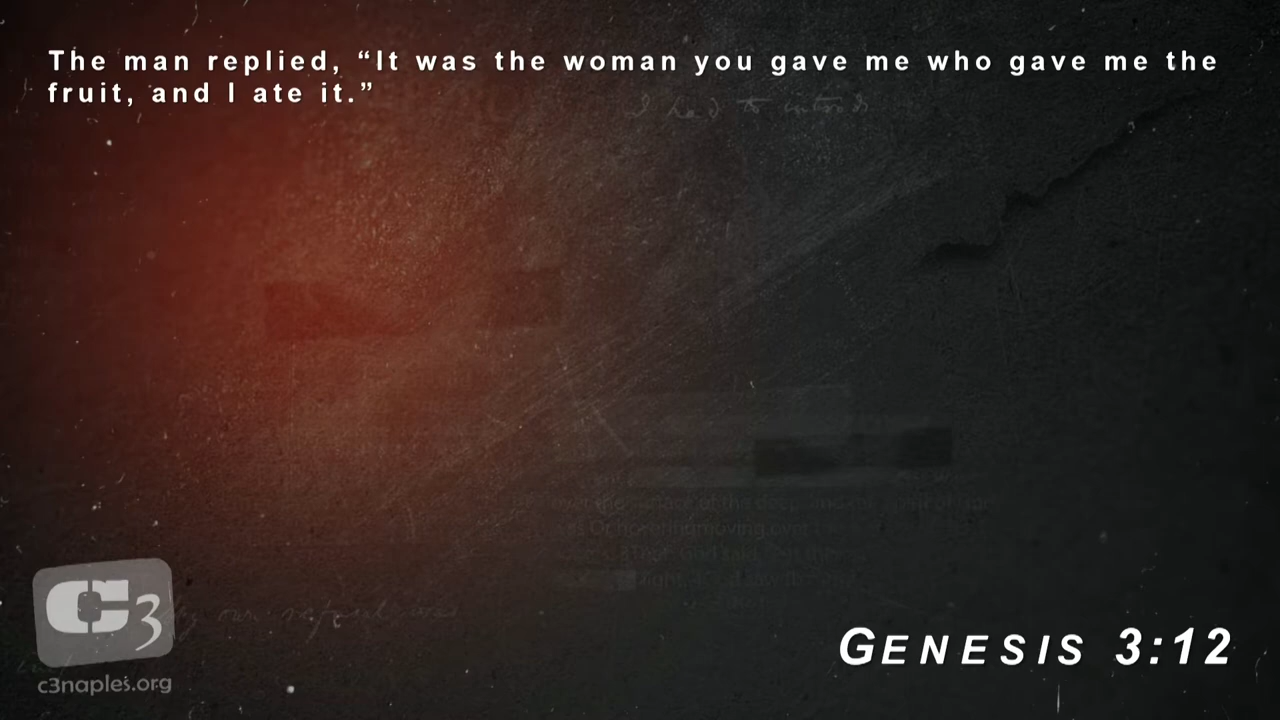 The man replied, “It was the woman you gave me who gave me the
fruit, and I ate it.”
C3
c3naples.org
GENESIS 3:12